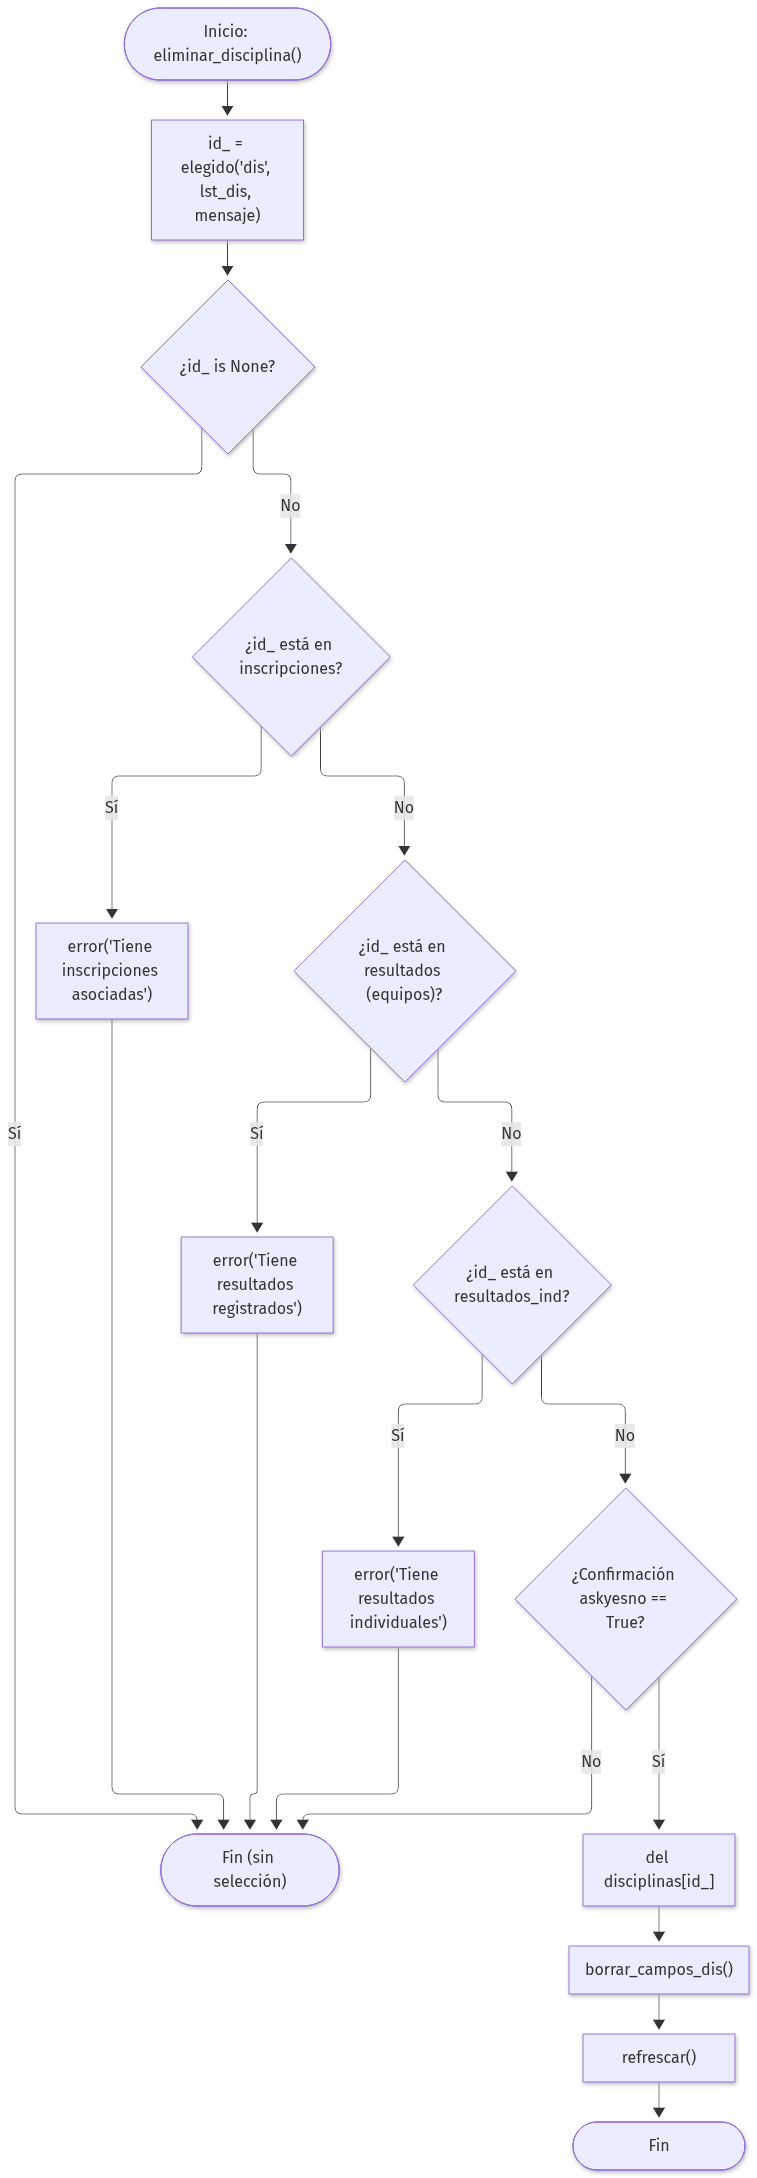 Inicio:
eliminar_disciplina()
id_ =
elegido('dis',
lst_dis,
mensaje)
¿id_ is None?
No
¿id_ está en
inscripciones?
Sí
No
error('Tiene
inscripciones
asociadas')
¿id_ está en
resultados
(equipos)?
Sí
Sí
No
error('Tiene
resultados
registrados')
¿id_ está en
resultados_ind?
Sí
No
error('Tiene
resultados
individuales')
¿Confirmación
askyesno ==
True?
No
Sí
Fin (sin
selección)
del
disciplinas[id_]
borrar_campos_dis()
refrescar()
Fin